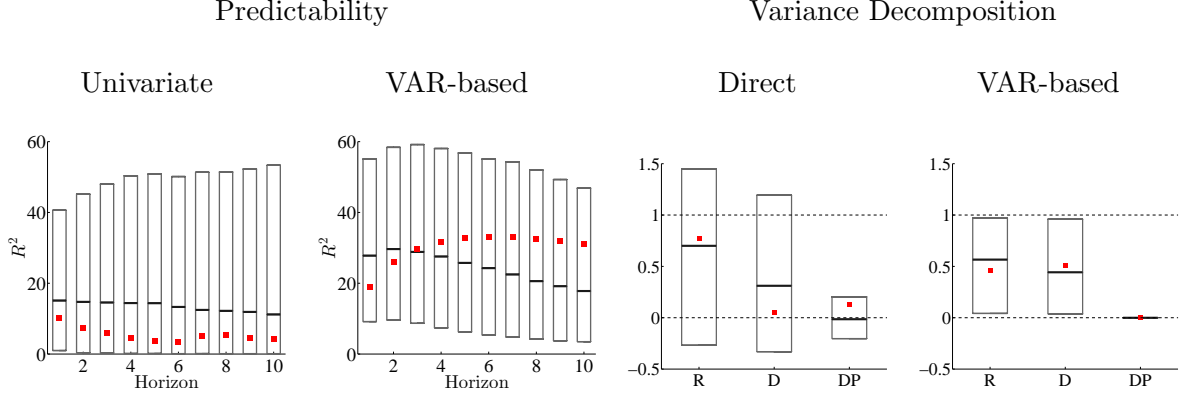 Predictability
Variance Decomposition
Univariate
VAR-based
Direct
VAR-based
60
40
20
0
R²
2 4 6 8 10
Horizon
60
40
20
0
R²
2 4 6 8 10
Horizon
1.5
1
0.5
0
−0.5
R D DP
1.5
1
0.5
0
−0.5
R D DP